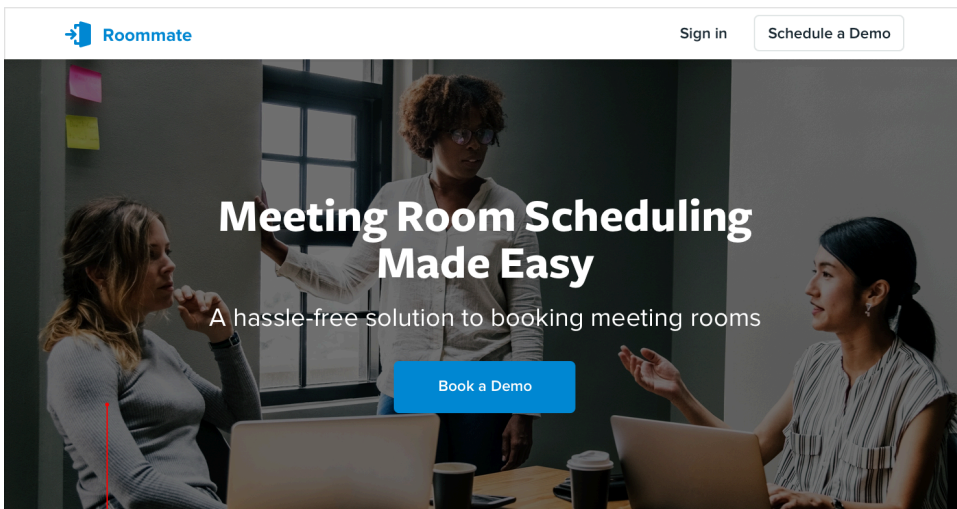 Roommate
Sign in
Schedule a Demo
Meeting Room Scheduling
Made Easy
A hassle-free solution to booking meeting rooms
Book a Demo